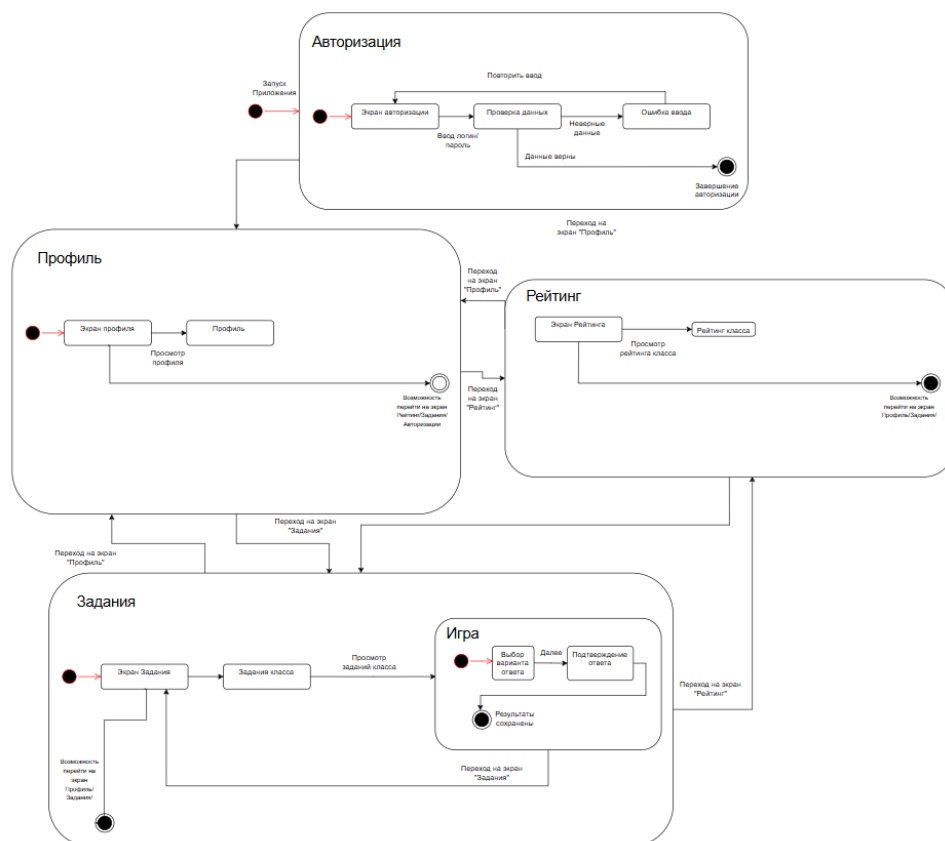 Авторизация
Запуск
Приложения
Повторить ввод
Экран авторизации
Проверка данных
Ошибка ввода
Ввод логин/
пароль
Неверные
данные
Данные верны
Завершение
авторизации
Переход на
экран "Профиль"
Профиль
Экран профиля
Профиль
Просмотр
профиля
Возможность
перейти на экран
Рейтинг/Задания/
Авторизации
Переход
на экран
"Профиль"
Переход
на экран
"Рейтинг"
Рейтинг
Экран Рейтинга
Рейтинг класса
Просмотр
рейтинга класса
Возможность
перейти на экран
Профиль/Задания/
Переход на экран
"Задания"
Переход на экран
"Профиль"
Задания
Экран Задания
Задания класса
Просмотр
заданий класса
Игра
Выбор
варианта
ответа
Далее
Подтверждение
ответа
Результаты
сохранены
Переход на экран
"Рейтинг"
Переход на экран
"Задания"
Возможность
перейти на
экран
Профиль/
Задания/